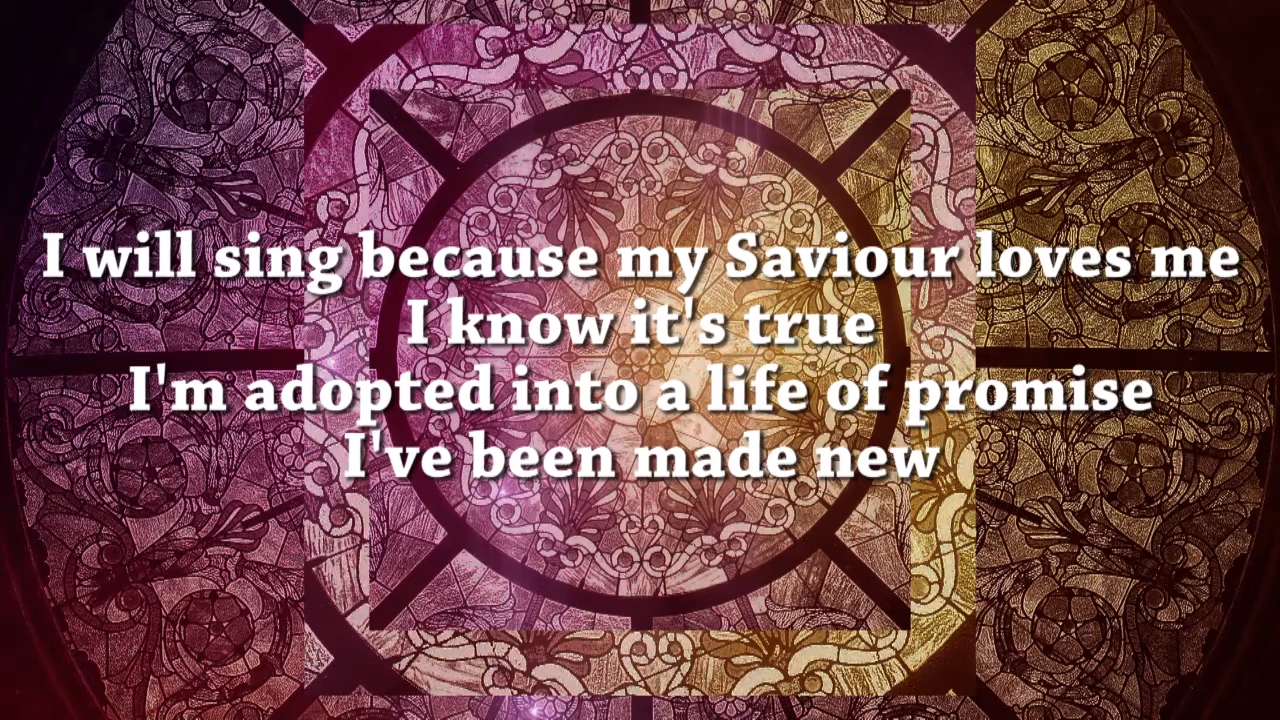 I will sing because my Saviour loves me
I know it's true
I'm adopted into a life of promise
I've been made new